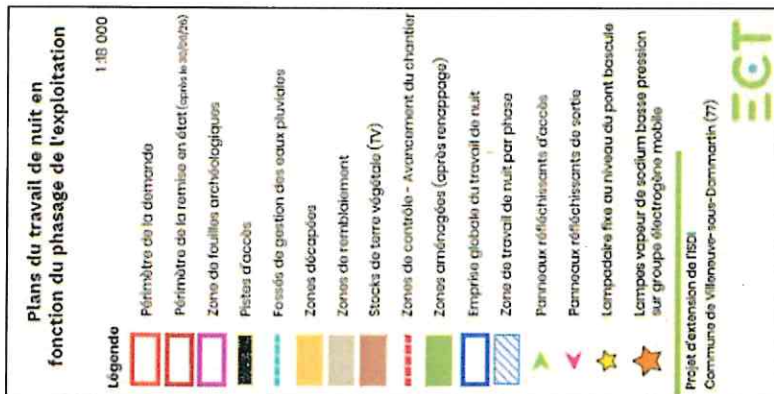 Plans du travail de nuit en
fonction du phasage de l'exploitation
1:18 000
Légende
Périmètre de la demande
Périmètre de la remise en état (après le 30/06/26)
Zone de fouilles archéologiques
Pistes d'accès
Fossés de gestion des eaux pluviales
Zones décapées
Zones de remblaiement
Stocks de terre végétale (TV)
Zones de contrôle - Avancement du chantier
Zones aménagées (après renappage)
Emprise globale du travail de nuit
Zone de travail de nuit par phase
Panneaux réfléchissants d'accès
Panneaux réfléchissants de sortie
Lampadaire fixe au niveau du pont bascule
Lampes vapeur de sodium basse pression
sur groupe électrogène mobile
Projet d'extension de l'ISDI
Commune de Villeneuve-sous-Dammartin (77)
ECT